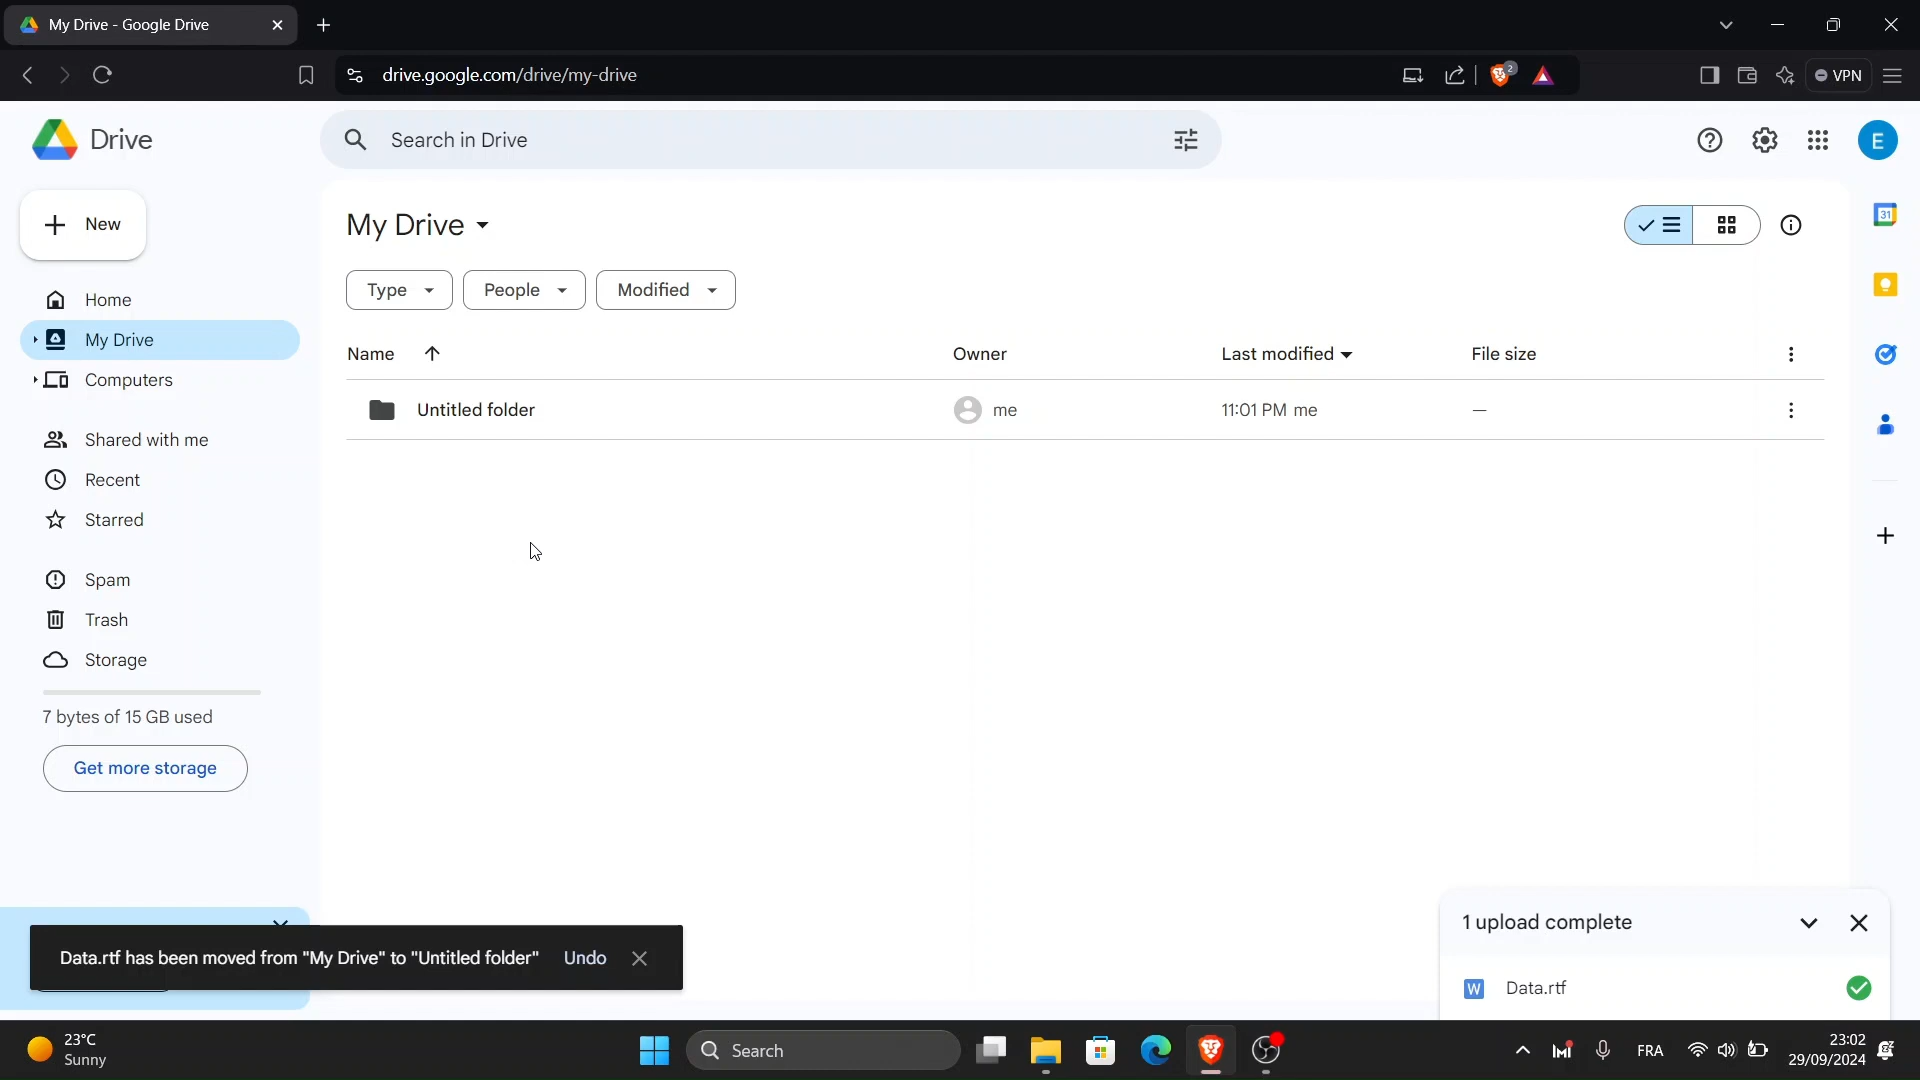 My Drive - Google Drive
drive.google.com/drive/my-drive
2
VPN
Drive
Search in Drive
E
New
My Drive
31
Home
Type
People
Modified
My Drive
Name
Owner
Last modified
File size
Computers
Untitled folder
me
11:01 PM me
—
Shared with me
Recent
Starred
Spam
Trash
Storage
7 bytes of 15 GB used
Get more storage
1 upload complete
Data.rtf has been moved from "My Drive" to "Untitled folder"
Undo
W
Data.rtf
23°C
Sunny
Search
FRA
23:02
29/09/2024